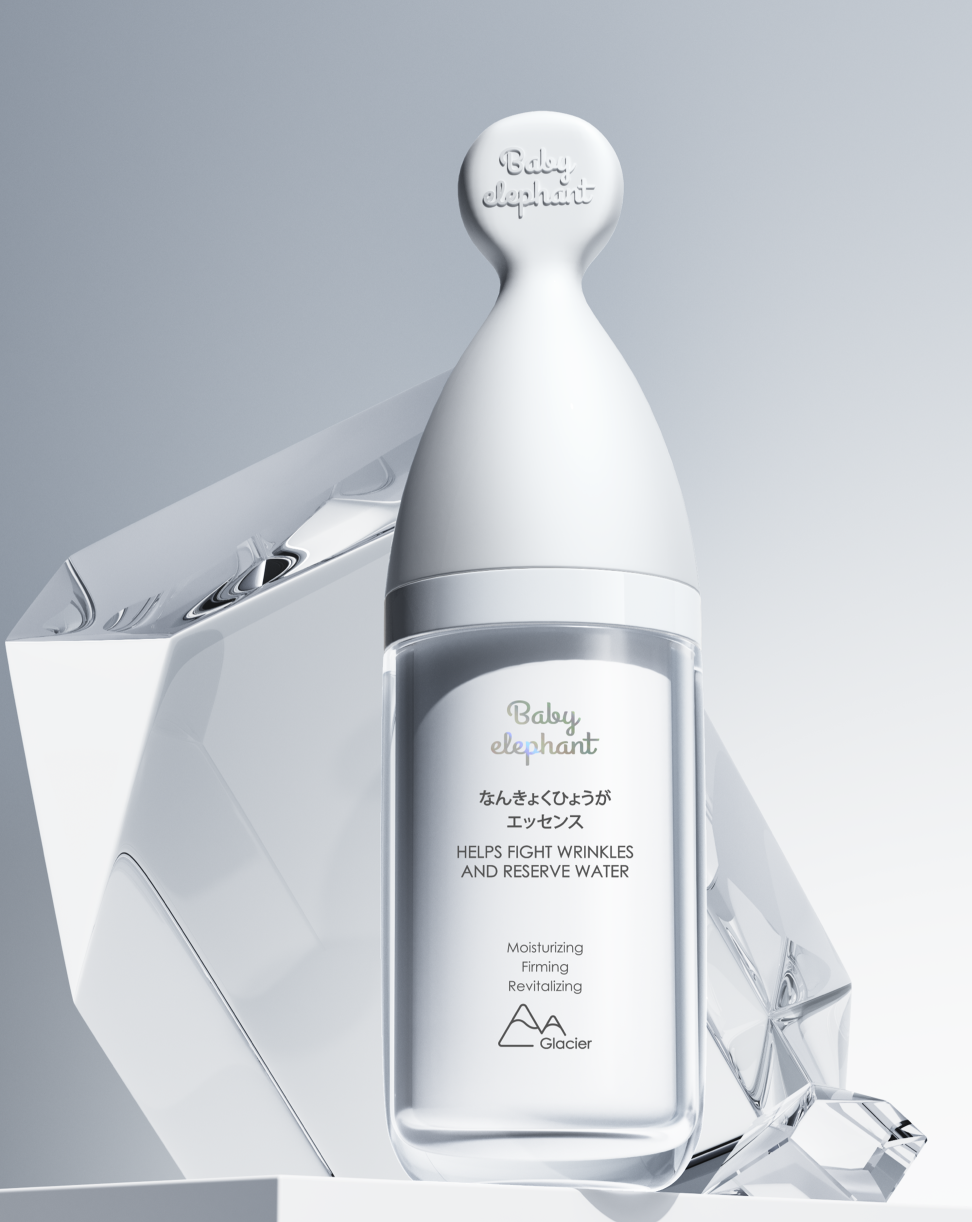 Baby
elephant
Baby
elephant
なんきょくひょうが
エッセンス
HELPS FIGHT WRINKLES
AND RESERVE WATER
Moisturizing
Firming
Revitalizing
Glacier